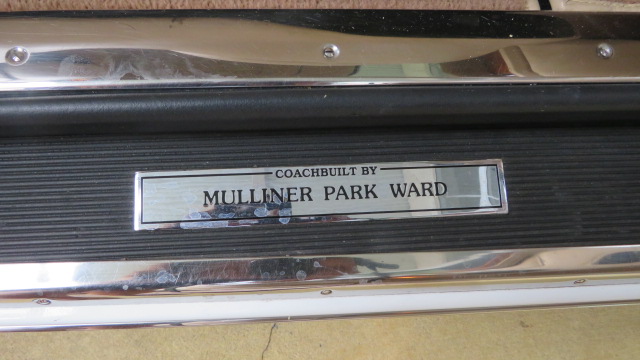 COACHBUILT BY
MULLINER PARK WARD